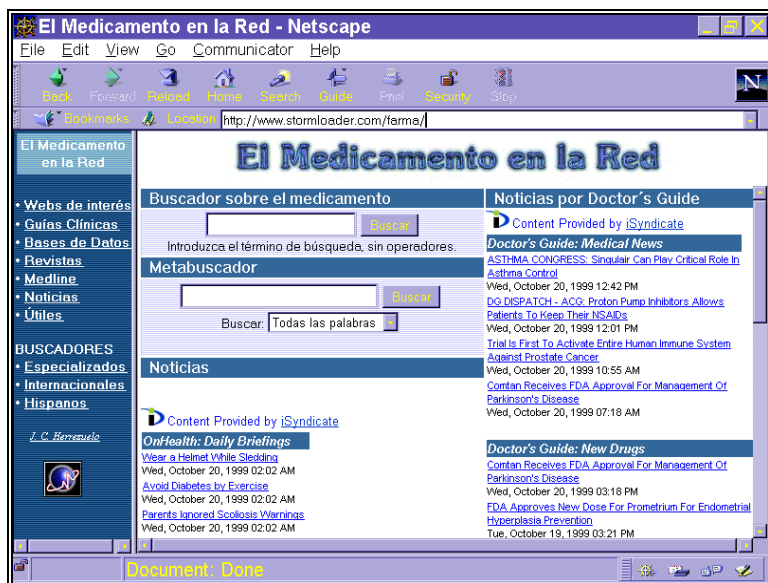 El Medicamento en la Red - Netscape
File Edit View Go Communicator Help
Back Forward Reload Home Search Guide Print Security Stop
N
Bookmarks Location: http://www.stormloader.com/farma/
El Medicamento
en la Red
• Webs de interés
• Guías Clínicas
• Bases de Datos
• Revistas
• Medline
• Noticias
• Útiles
BUSCADORES
• Especializados
• Internacionales
• Hispanos
J. C. Herrezuelo
N
El Medicamento en la Red
Buscador sobre el medicamento
Buscar
Introduzca el término de búsqueda, sin operadores.
Metabuscador
Buscar
Buscar: Todas las palabras
Noticias
Content Provided by iSyndicate
OnHealth: Daily Briefings
Wear a Helmet While Sledding
Wed, October 20, 1999 02:02 AM
Avoid Diabetes by Exercise
Wed, October 20, 1999 02:02 AM
Parents Ignored Scoliosis Warnings
Wed, October 20, 1999 02:02 AM
Noticias por Doctor´s Guide
Content Provided by iSyndicate
Doctor's Guide: Medical News
ASTHMA CONGRESS: Singulair Can Play Critical Role In
Asthma Control
Wed, October 20, 1999 12:42 PM
DG DISPATCH - ACG: Proton Pump Inhibitors Allows
Patients To Keep Their NSAIDs
Wed, October 20, 1999 12:01 PM
Trial Is First To Activate Entire Human Immune System
Against Prostate Cancer
Wed, October 20, 1999 10:55 AM
Comtan Receives FDA Approval For Management Of
Parkinson's Disease
Wed, October 20, 1999 07:18 AM
Doctor's Guide: New Drugs
Comtan Receives FDA Approval For Management Of
Parkinson's Disease
Wed, October 20, 1999 03:18 PM
FDA Approves New Dose For Prometrium For Endometrial
Hyperplasia Prevention
Tue, October 19, 1999 03:21 PM
Document: Done